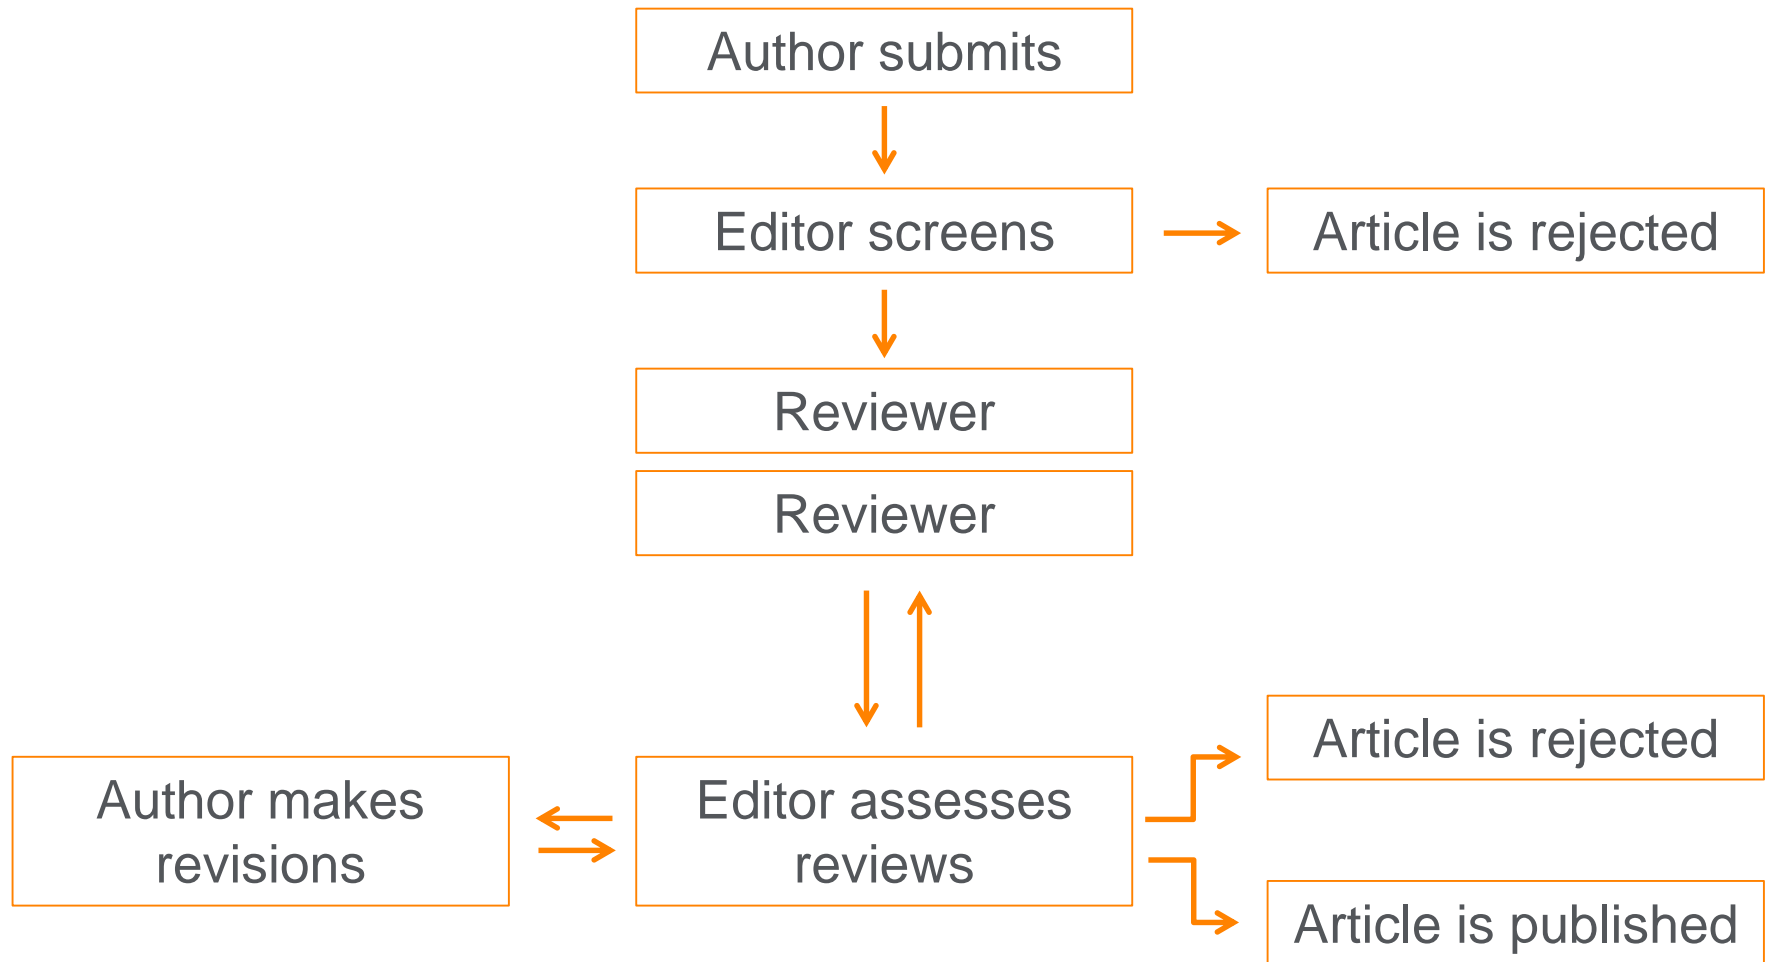 Author submits
Editor screens
Article is rejected
Reviewer
Reviewer
Article is rejected
Author makes
revisions
Editor assesses
reviews
Article is published